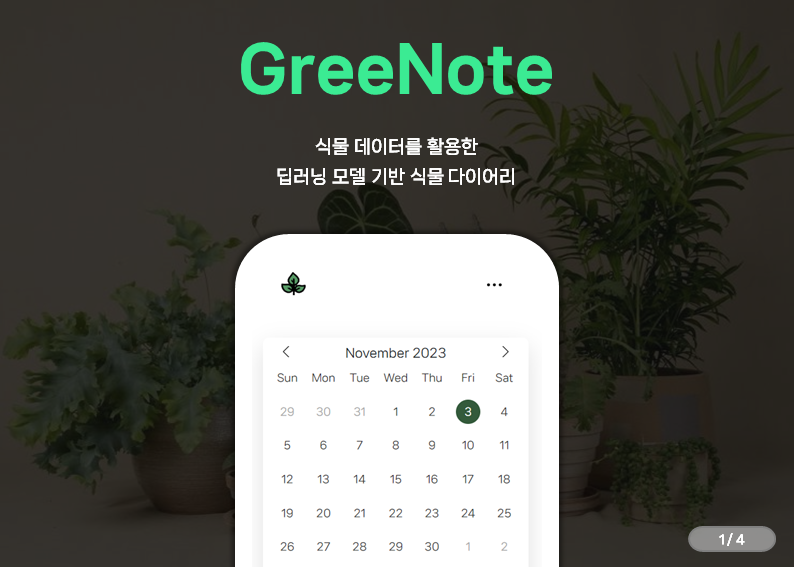 GreeNote
식물 데이터를 활용한
딥러닝 모델 기반 식물 다이어리
November 2023
Sun Mon Tue Wed Thu Fri Sat
29 30 31 1 2 3 4
5 6 7 8 9 10 11
12 13 14 15 16 17 18
19 20 21 22 23 24 25
26 27 28 29 30 1 2
1 / 4